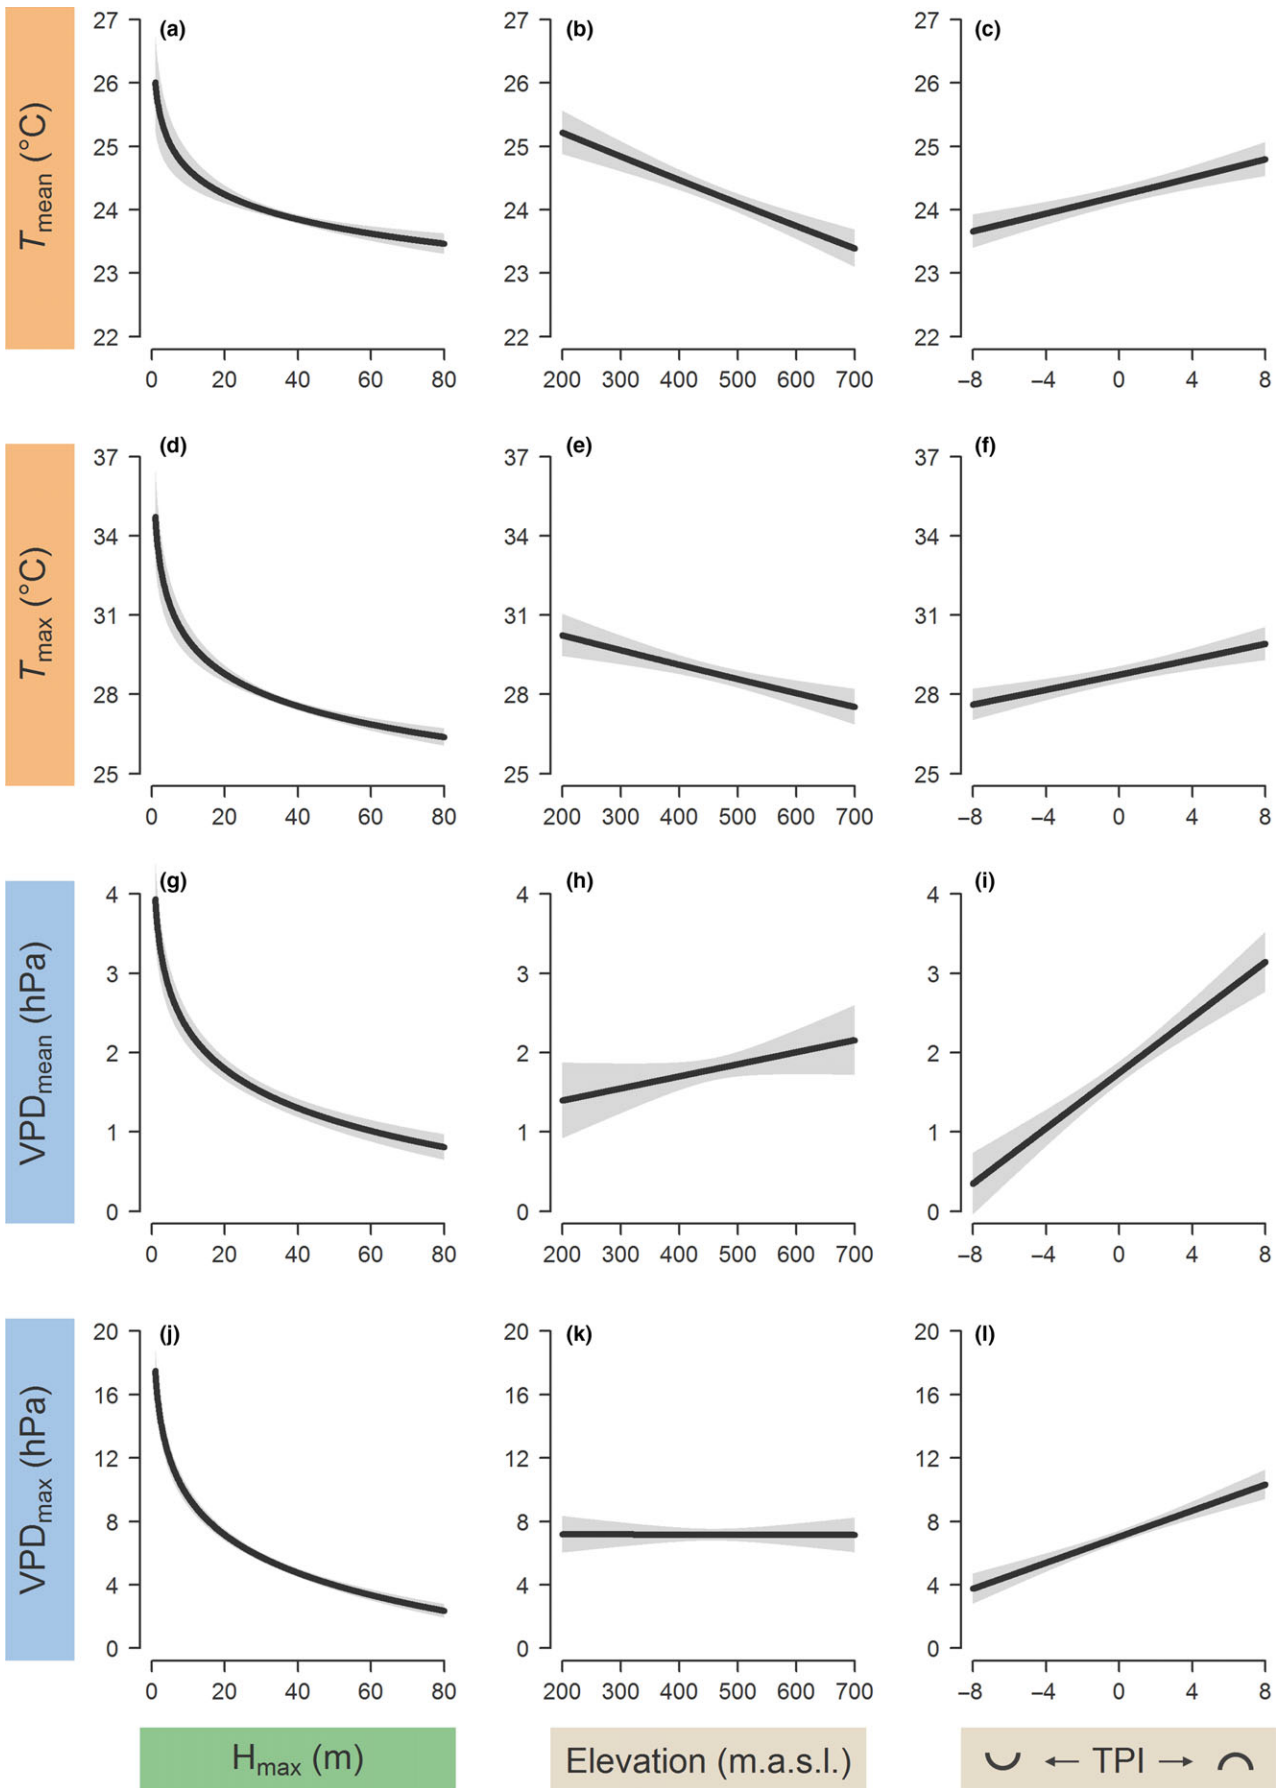 (a) (b) (c)
27 27 27
26 26 26
25 25 25
24 24 24
23 23 23
22 22 22
Tmean (°C)
0 20 40 60 80 200 300 400 500 600 700 −8 −4 0 4 8
(d) (e) (f)
37 37 37
34 34 34
31 31 31
28 28 28
25 25 25
Tmax (°C)
0 20 40 60 80 200 300 400 500 600 700 −8 −4 0 4 8
(g) (h) (i)
4 4 4
3 3 3
2 2 2
1 1 1
0 0 0
VPDmean (hPa)
0 20 40 60 80 200 300 400 500 600 700 −8 −4 0 4 8
(j) (k) (l)
20 20 20
16 16 16
12 12 12
8 8 8
4 4 4
0 0 0
VPDmax (hPa)
0 20 40 60 80 200 300 400 500 600 700 −8 −4 0 4 8
Hmax (m) Elevation (m.a.s.l.) ← TPI →